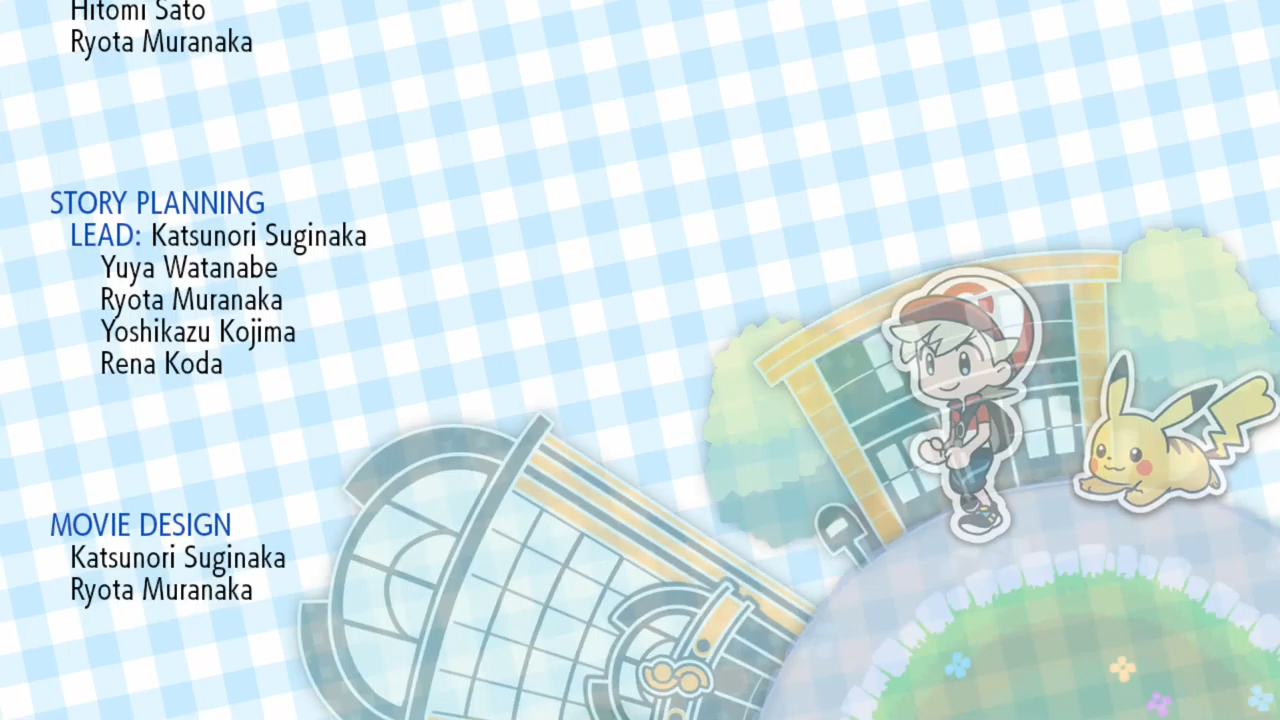 Hitomi Sato
Ryota Muranaka
STORY PLANNING
LEAD: Katsunori Suginaka
Yuya Watanabe
Ryota Muranaka
Yoshikazu Kojima
Rena Koda
MOVIE DESIGN
Katsunori Suginaka
Ryota Muranaka